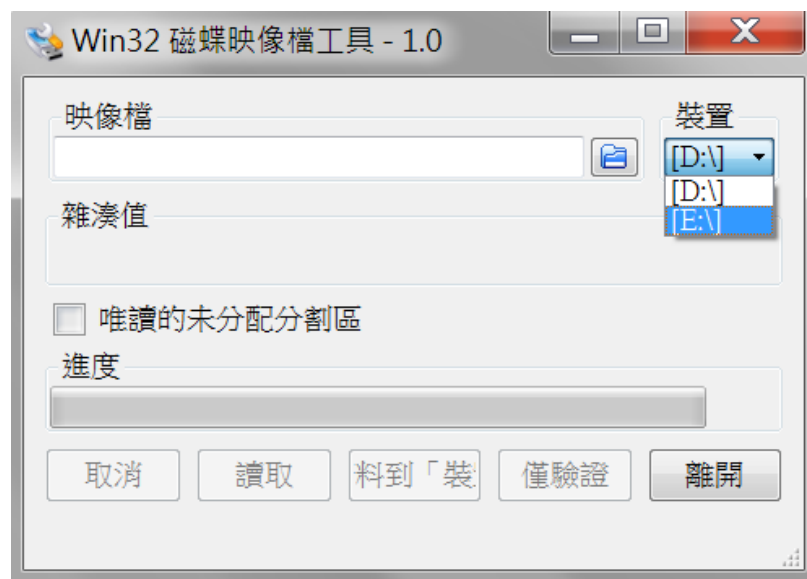 Win32 磁蝶映像檔工具 - 1.0
映像檔
裝置
[D:\]
[D:\]
[E:\]
雜湊值
唯讀的未分配分割區
進度
取消
讀取
料到「裝
僅驗證
離開